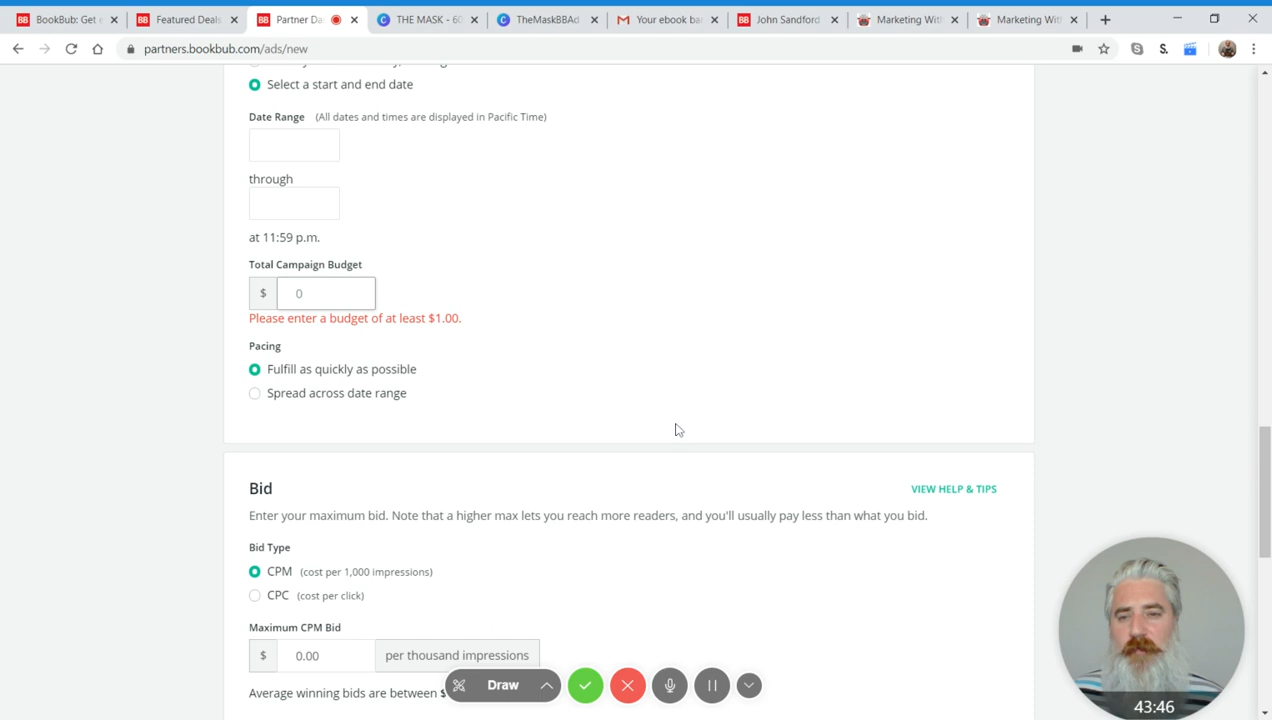 BookBub: Get e
Featured Deals
Partner Da
THE MASK - 60
TheMaskBBAd
Your ebook ba
John Sandford
Marketing Wit
Marketing Wit
partners.bookbub.com/ads/new
Select a start and end date
Date Range (All dates and times are displayed in Pacific Time)
through
at 11:59 p.m.
Total Campaign Budget
$ 0
Please enter a budget of at least $1.00.
Pacing
Fulfill as quickly as possible
Spread across date range
Bid
VIEW HELP & TIPS
Enter your maximum bid. Note that a higher max lets you reach more readers, and you'll usually pay less than what you bid.
Bid Type
CPM (cost per 1,000 impressions)
CPC (cost per click)
Maximum CPM Bid
$ 0.00 per thousand impressions
Draw
Average winning bids are between $
43:46